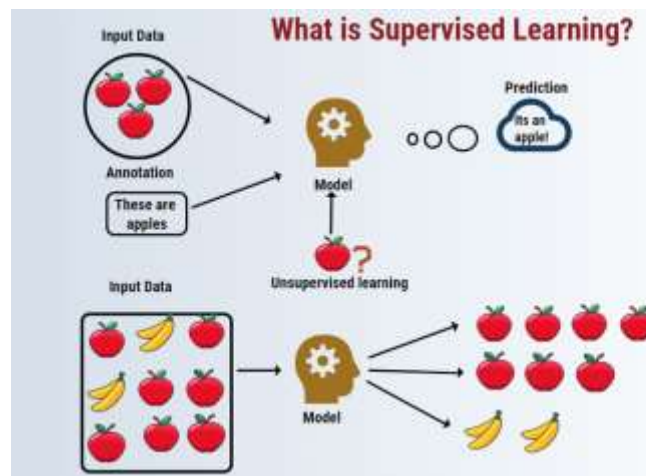 What is Supervised Learning?
Input Data
Prediction
Its an
apple!
Annotation
Model
These are
apples
?
Unsupervised learning
Input Data
Model